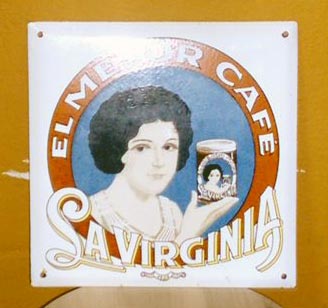 EL MEJOR CAFÉ
LA VIRGINIA